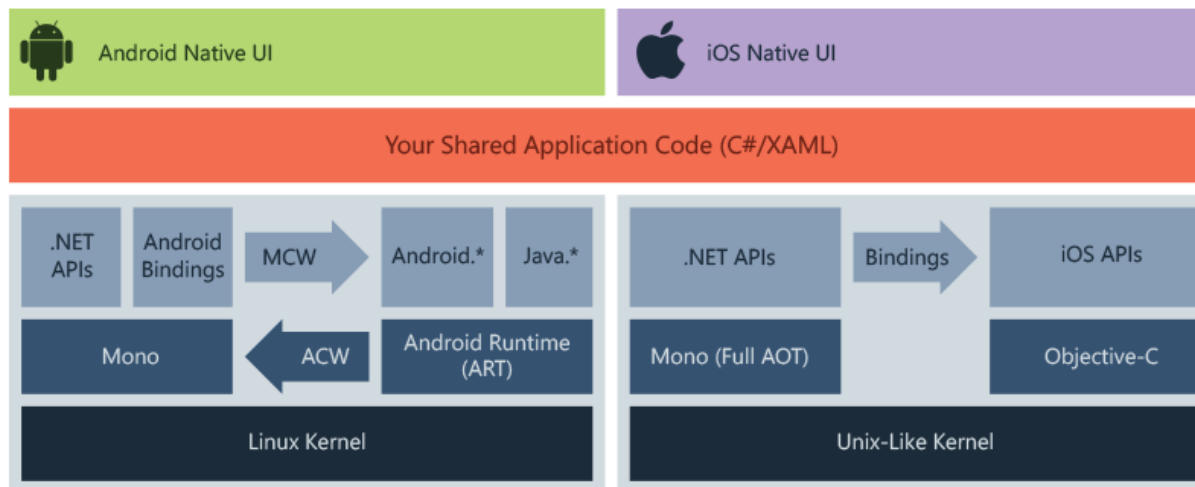 Android Native UI
iOS Native UI
Your Shared Application Code (C#/XAML)
.NET
APIs
Android
Bindings
MCW
Android.*
Java.*
Mono
ACW
Android Runtime
(ART)
Linux Kernel
.NET APIs
Bindings
iOS APIs
Mono (Full AOT)
Objective-C
Unix-Like Kernel